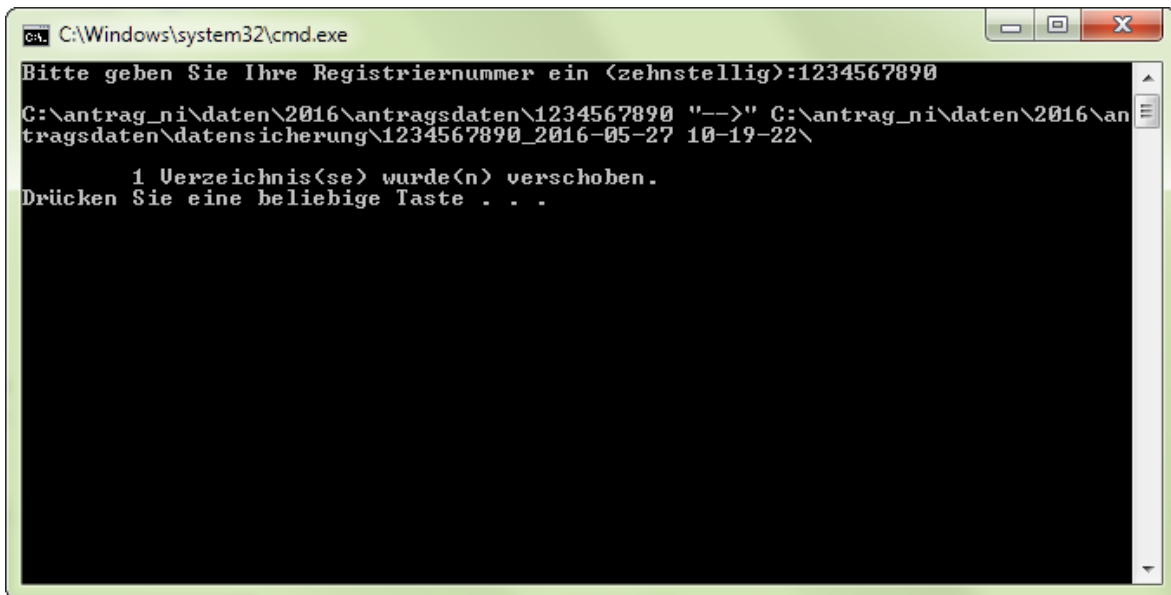 C:\Windows\system32\cmd.exe
Bitte geben Sie Ihre Registriernummer ein (zehnstellig):1234567890
C:\antrag_ni\daten\2016\antragsdaten\1234567890 "-->" C:\antrag_ni\daten\2016\an
tragsdaten\datensicherung\1234567890_2016-05-27 10-19-22\
1 Verzeichnis(se) wurde(n) verschoben.
Drücken Sie eine beliebige Taste . . .